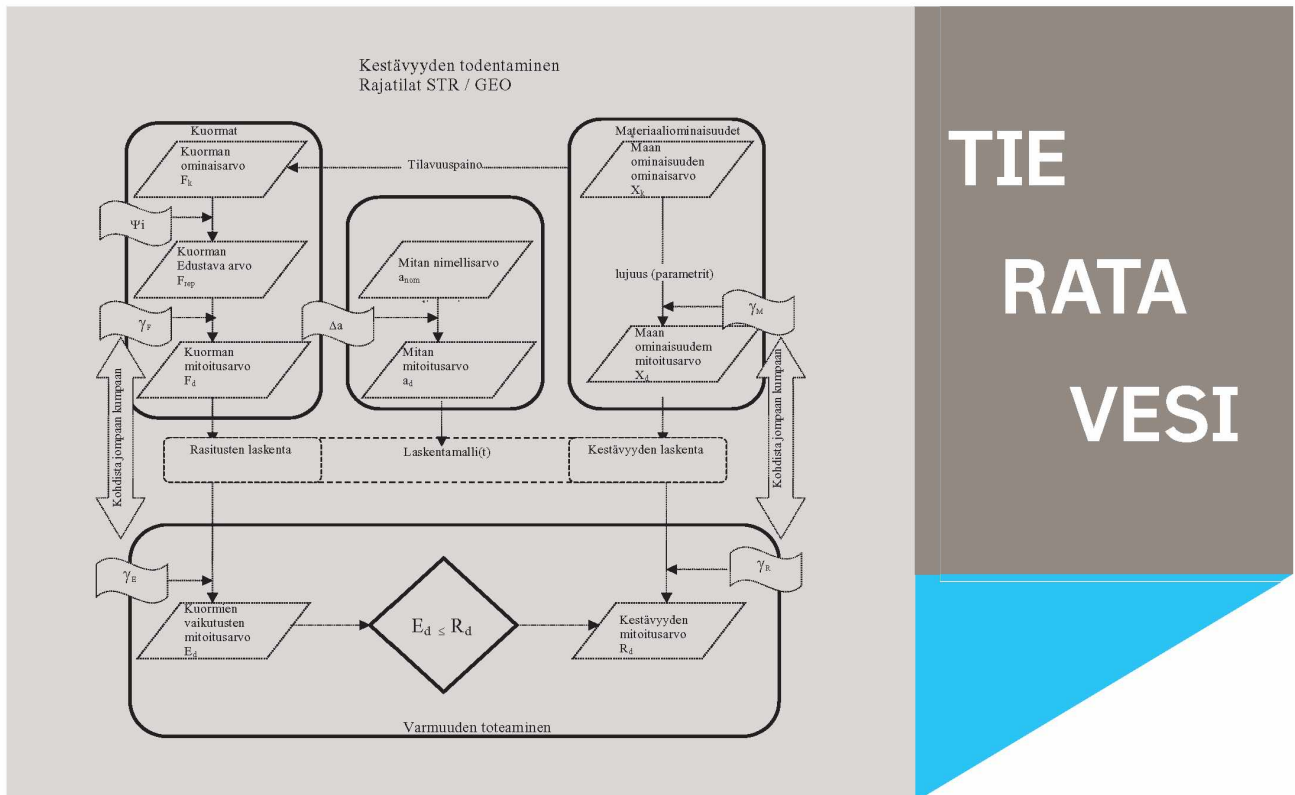 Kestävyyden todentaminen
Rajatilat STR / GEO
Kuormat
Kuorman
ominaisarvo
Fk
Tilavuuspaino
Materiaaliominaisuudet
Maan
ominaisuuden
ominaisarvo
Xk
Ψi
Kuorman
Edustava arvo
Frep
Mitan nimellisarvo
anom
lujuus (parametrit)
γF
Δa
γM
Kuorman
mitoitusarvo
Fd
Mitan
mitoitusarvo
ad
Maan
ominaisuudem
mitoitusarvo
Xd
Kohdista jompaan kumpaan
Kohdista jompaan kumpaan
Rasitusten laskenta
Laskentamalli(t)
Kestävyyden laskenta
γE
γR
Kuormien
vaikutusten
mitoitusarvo
Ed
Ed ≤ Rd
Kestävyyden
mitoitusarvo
Rd
Varmuuden toteaminen
TIE
RATA
VESI